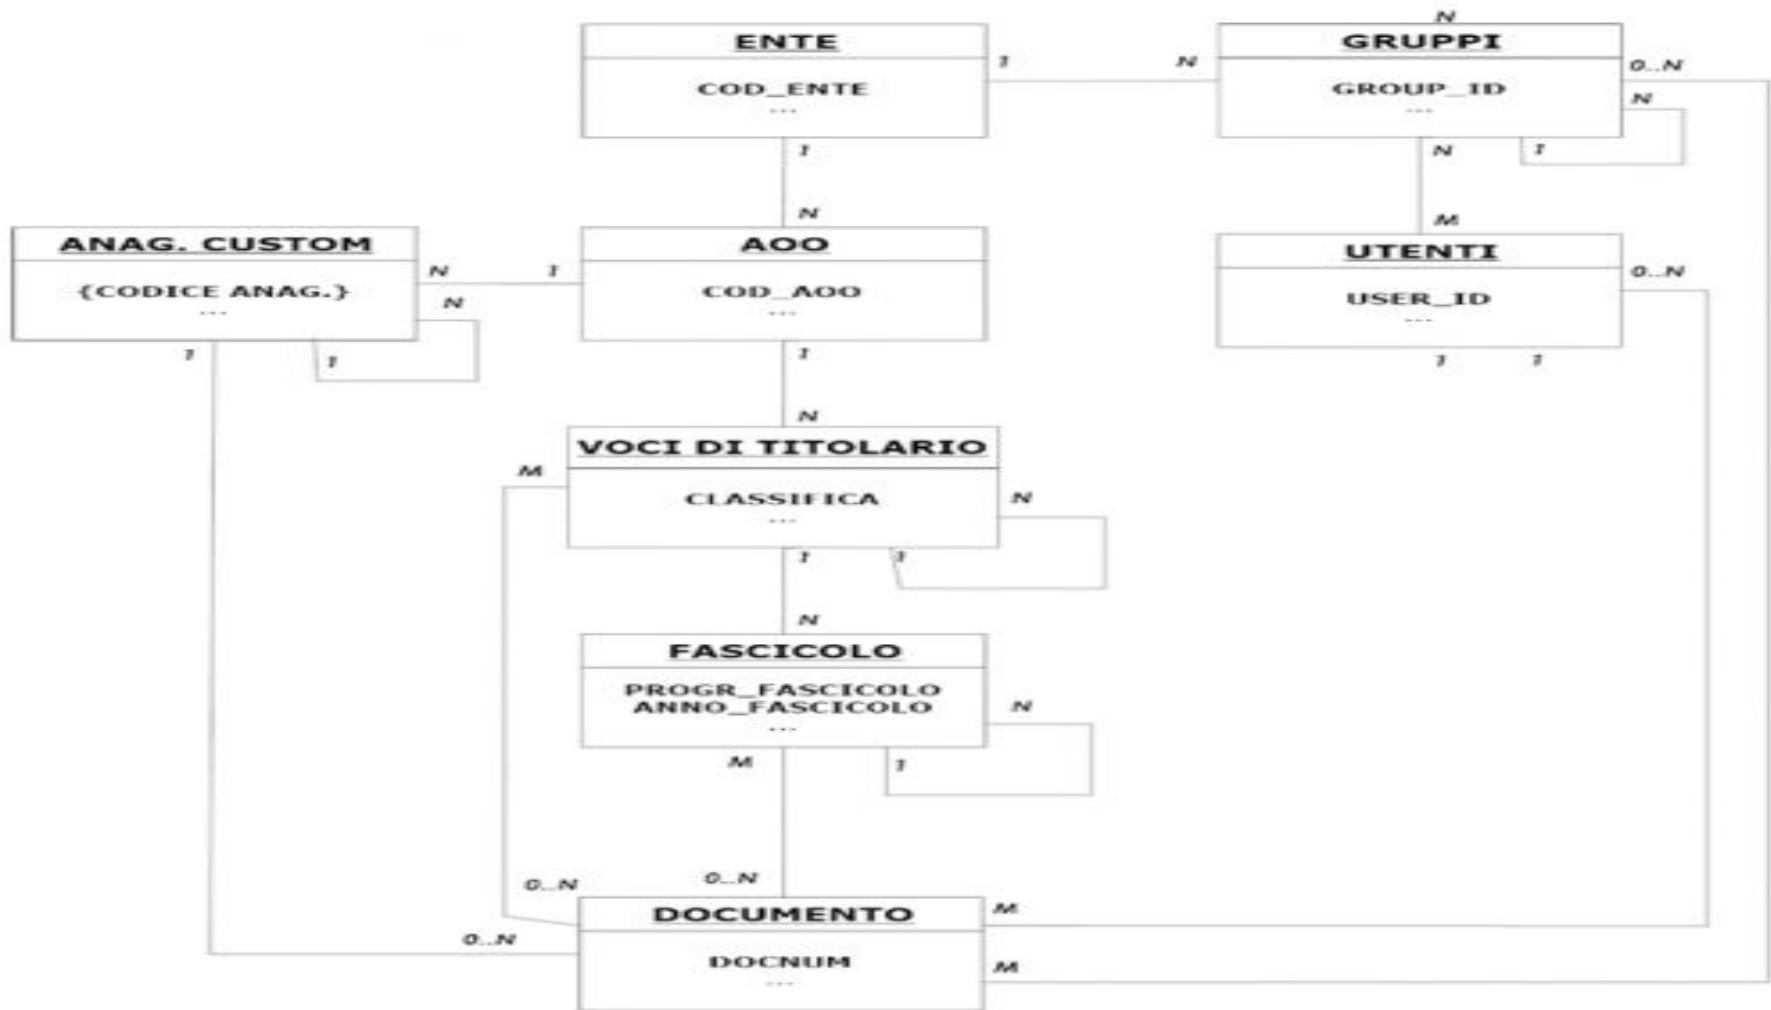 N
ENTE
GRUPPI
1
N
0..N
COD_ENTE
GROUP_ID
...
...
N
1
N
1
N
M
ANAG. CUSTOM
AOO
UTENTI
N
1
0..N
{CODICE ANAG.}
COD_AOO
USER_ID
N
...
...
...
1
1
1
1
1
N
VOCI DI TITOLARIO
M
CLASSIFICA
N
...
1
1
N
FASCICOLO
PROGR_FASCICOLO
ANNO_FASCICOLO
N
...
M
1
0..N
0..N
DOCUMENTO
M
0..N
DOCNUM
M
...